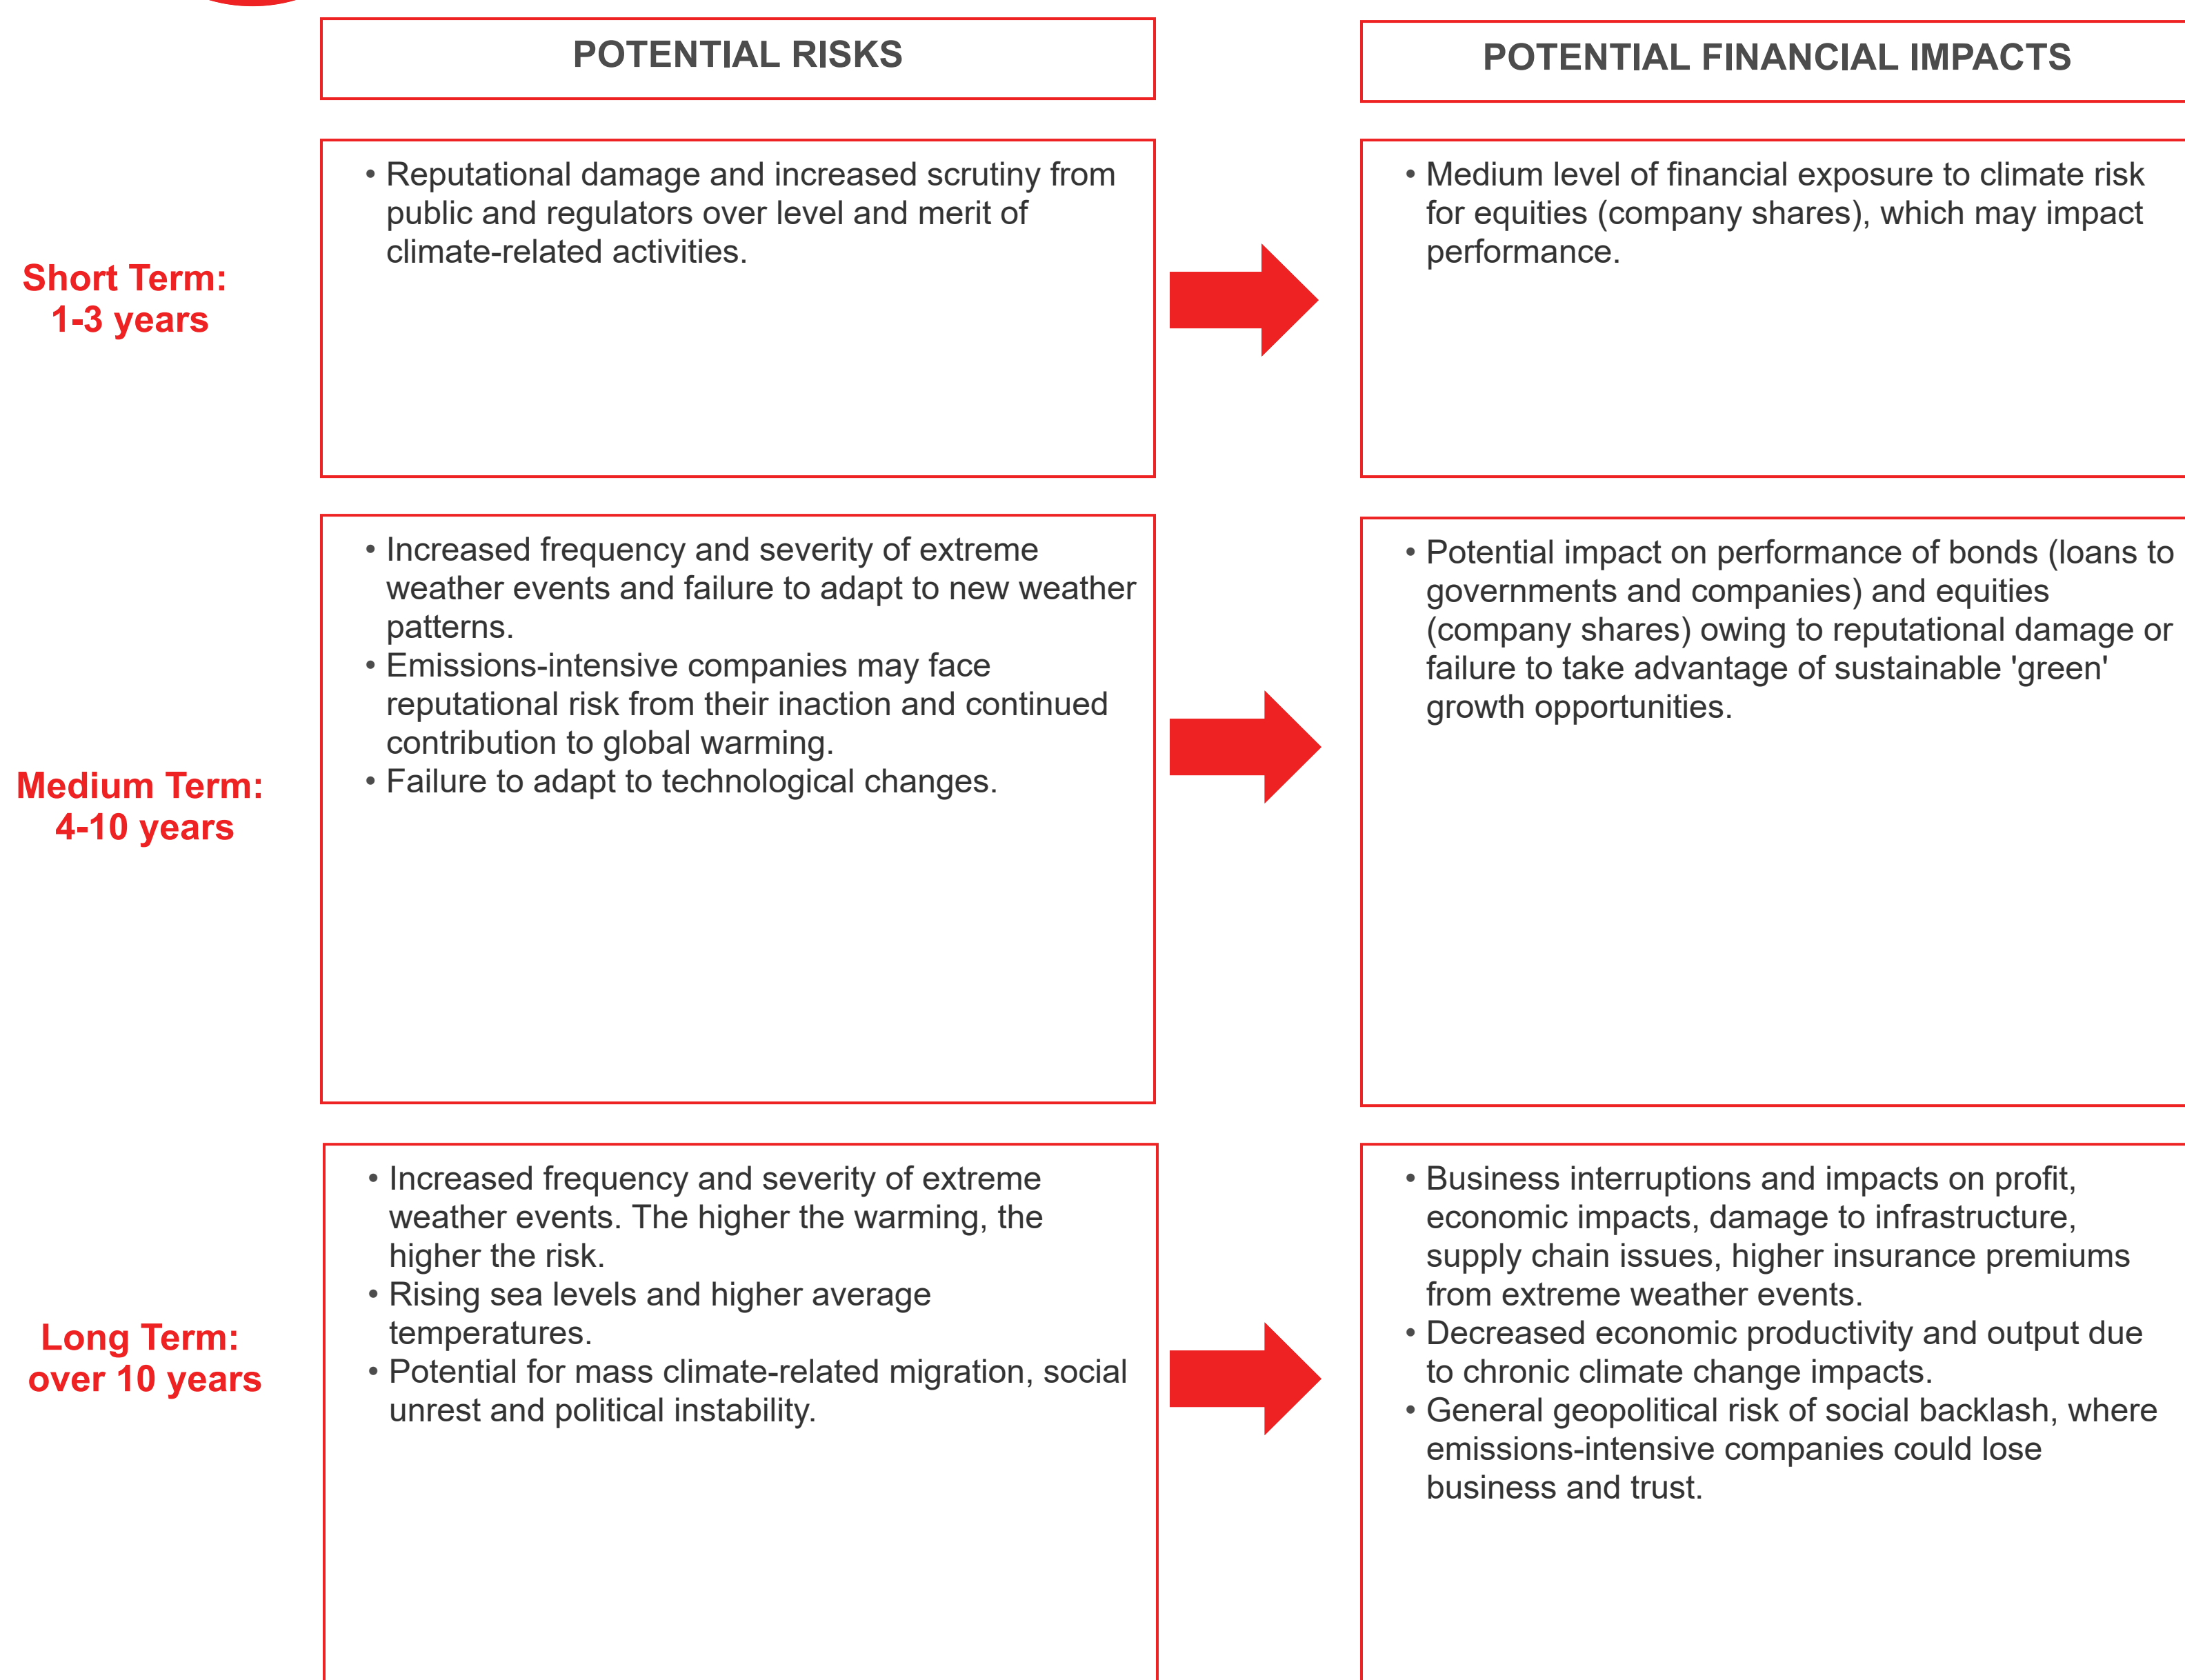 POTENTIAL RISKS
POTENTIAL FINANCIAL IMPACTS
Short Term:
1-3 years
• Reputational damage and increased scrutiny from
public and regulators over level and merit of
climate-related activities.
• Medium level of financial exposure to climate risk
for equities (company shares), which may impact
performance.
Medium Term:
4-10 years
• Increased frequency and severity of extreme
weather events and failure to adapt to new weather
patterns.
• Emissions-intensive companies may face
reputational risk from their inaction and continued
contribution to global warming.
• Failure to adapt to technological changes.
• Potential impact on performance of bonds (loans to
governments and companies) and equities
(company shares) owing to reputational damage or
failure to take advantage of sustainable 'green'
growth opportunities.
Long Term:
over 10 years
• Increased frequency and severity of extreme
weather events. The higher the warming, the
higher the risk.
• Rising sea levels and higher average
temperatures.
• Potential for mass climate-related migration, social
unrest and political instability.
• Business interruptions and impacts on profit,
economic impacts, damage to infrastructure,
supply chain issues, higher insurance premiums
from extreme weather events.
• Decreased economic productivity and output due
to chronic climate change impacts.
• General geopolitical risk of social backlash, where
emissions-intensive companies could lose
business and trust.